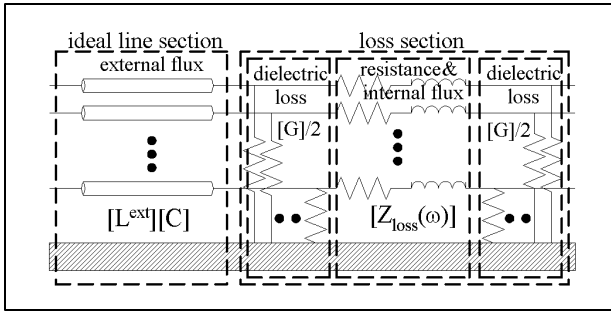 ideal line section
external flux
[L^ext][C]
loss section
dielectric
loss
[G]/2
resistance&
internal flux
[Z_loss(ω)]
dielectric
loss
[G]/2